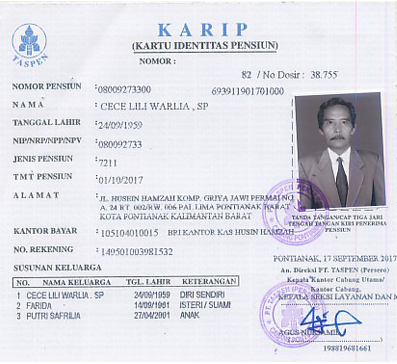 KARIP
(KARTU IDENTITAS PENSIUN)
TASPEN
NOMOR :
82 / No Dosir : 38.755
NOMOR PENSIUN : 08009273300 693911901701000
NAMA : CECE LILI WARLIA , SP
TANGGAL LAHIR : 24/09/1959
NIP/NRP/NPP/NPV : 080092733
JENIS PENSIUN : 7211
TMT PENSIUN : 01/10/2017
ALAMAT : JL. HUSEIN HAMZAH KOMP. GRIYA JAWI PERMAI NO
A, 24 RT. 002/RW. 006 PAL LIMA PONTIANAK BARAT
KOTA PONTIANAK KALIMANTAN BARAT
TANDA TANGAN/CAP TIGA JARI
TENGAH TANGAN KIRI PENERIMA
PENSIUN
KANTOR BAYAR : 105104010015 BRI KANTOR KAS HUSIN HAMZAH
NO. REKENING : 149501003981532
SUSUNAN KELUARGA
PONTIANAK, 17 SEPTEMBER 2017
An. Direksi PT. TASPEN (Persero)
Kepala Kantor Cabang Utama/
Kantor Cabang,
KEPALA SEKSI LAYANAN DAN M
NO. NAMA KELUARGA TGL. LAHIR KETERANGAN
1 CECE LILI WARLIA , SP 24/09/1959 DIRI SENDIRI
2 FARIDA 14/09/1961 ISTERI/ SUAMI
3 PUTRI SAFRILIA 27/04/2001 ANAK
AGUS
198819681661